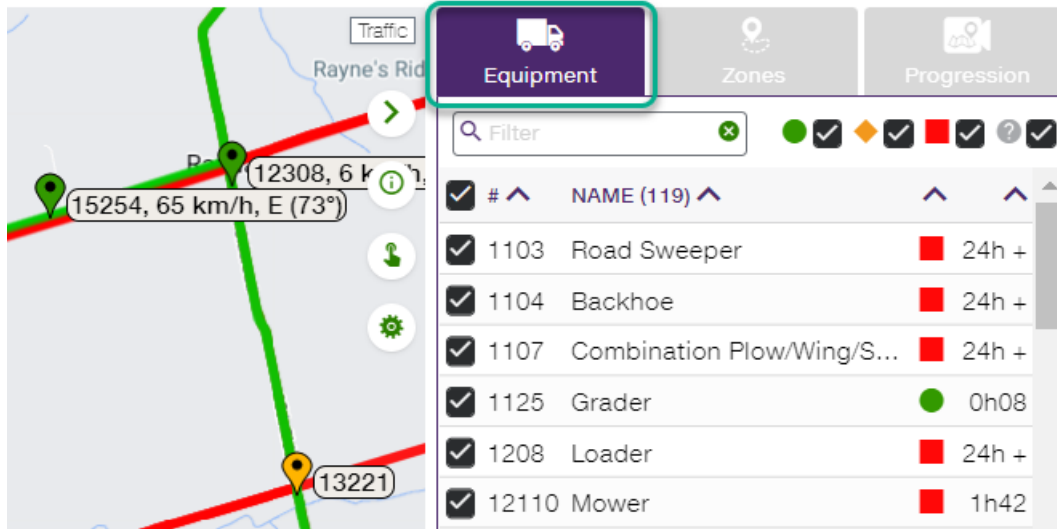 Traffic
Rayne's Rid
12308, 6 k
15254, 65 km/h, E (73°)
13221
Equipment
Zones
Progression
Filter
# NAME (119)
1103 Road Sweeper 24h +
1104 Backhoe 24h +
1107 Combination Plow/Wing/S... 24h +
1125 Grader 0h08
1208 Loader 24h +
12110 Mower 1h42